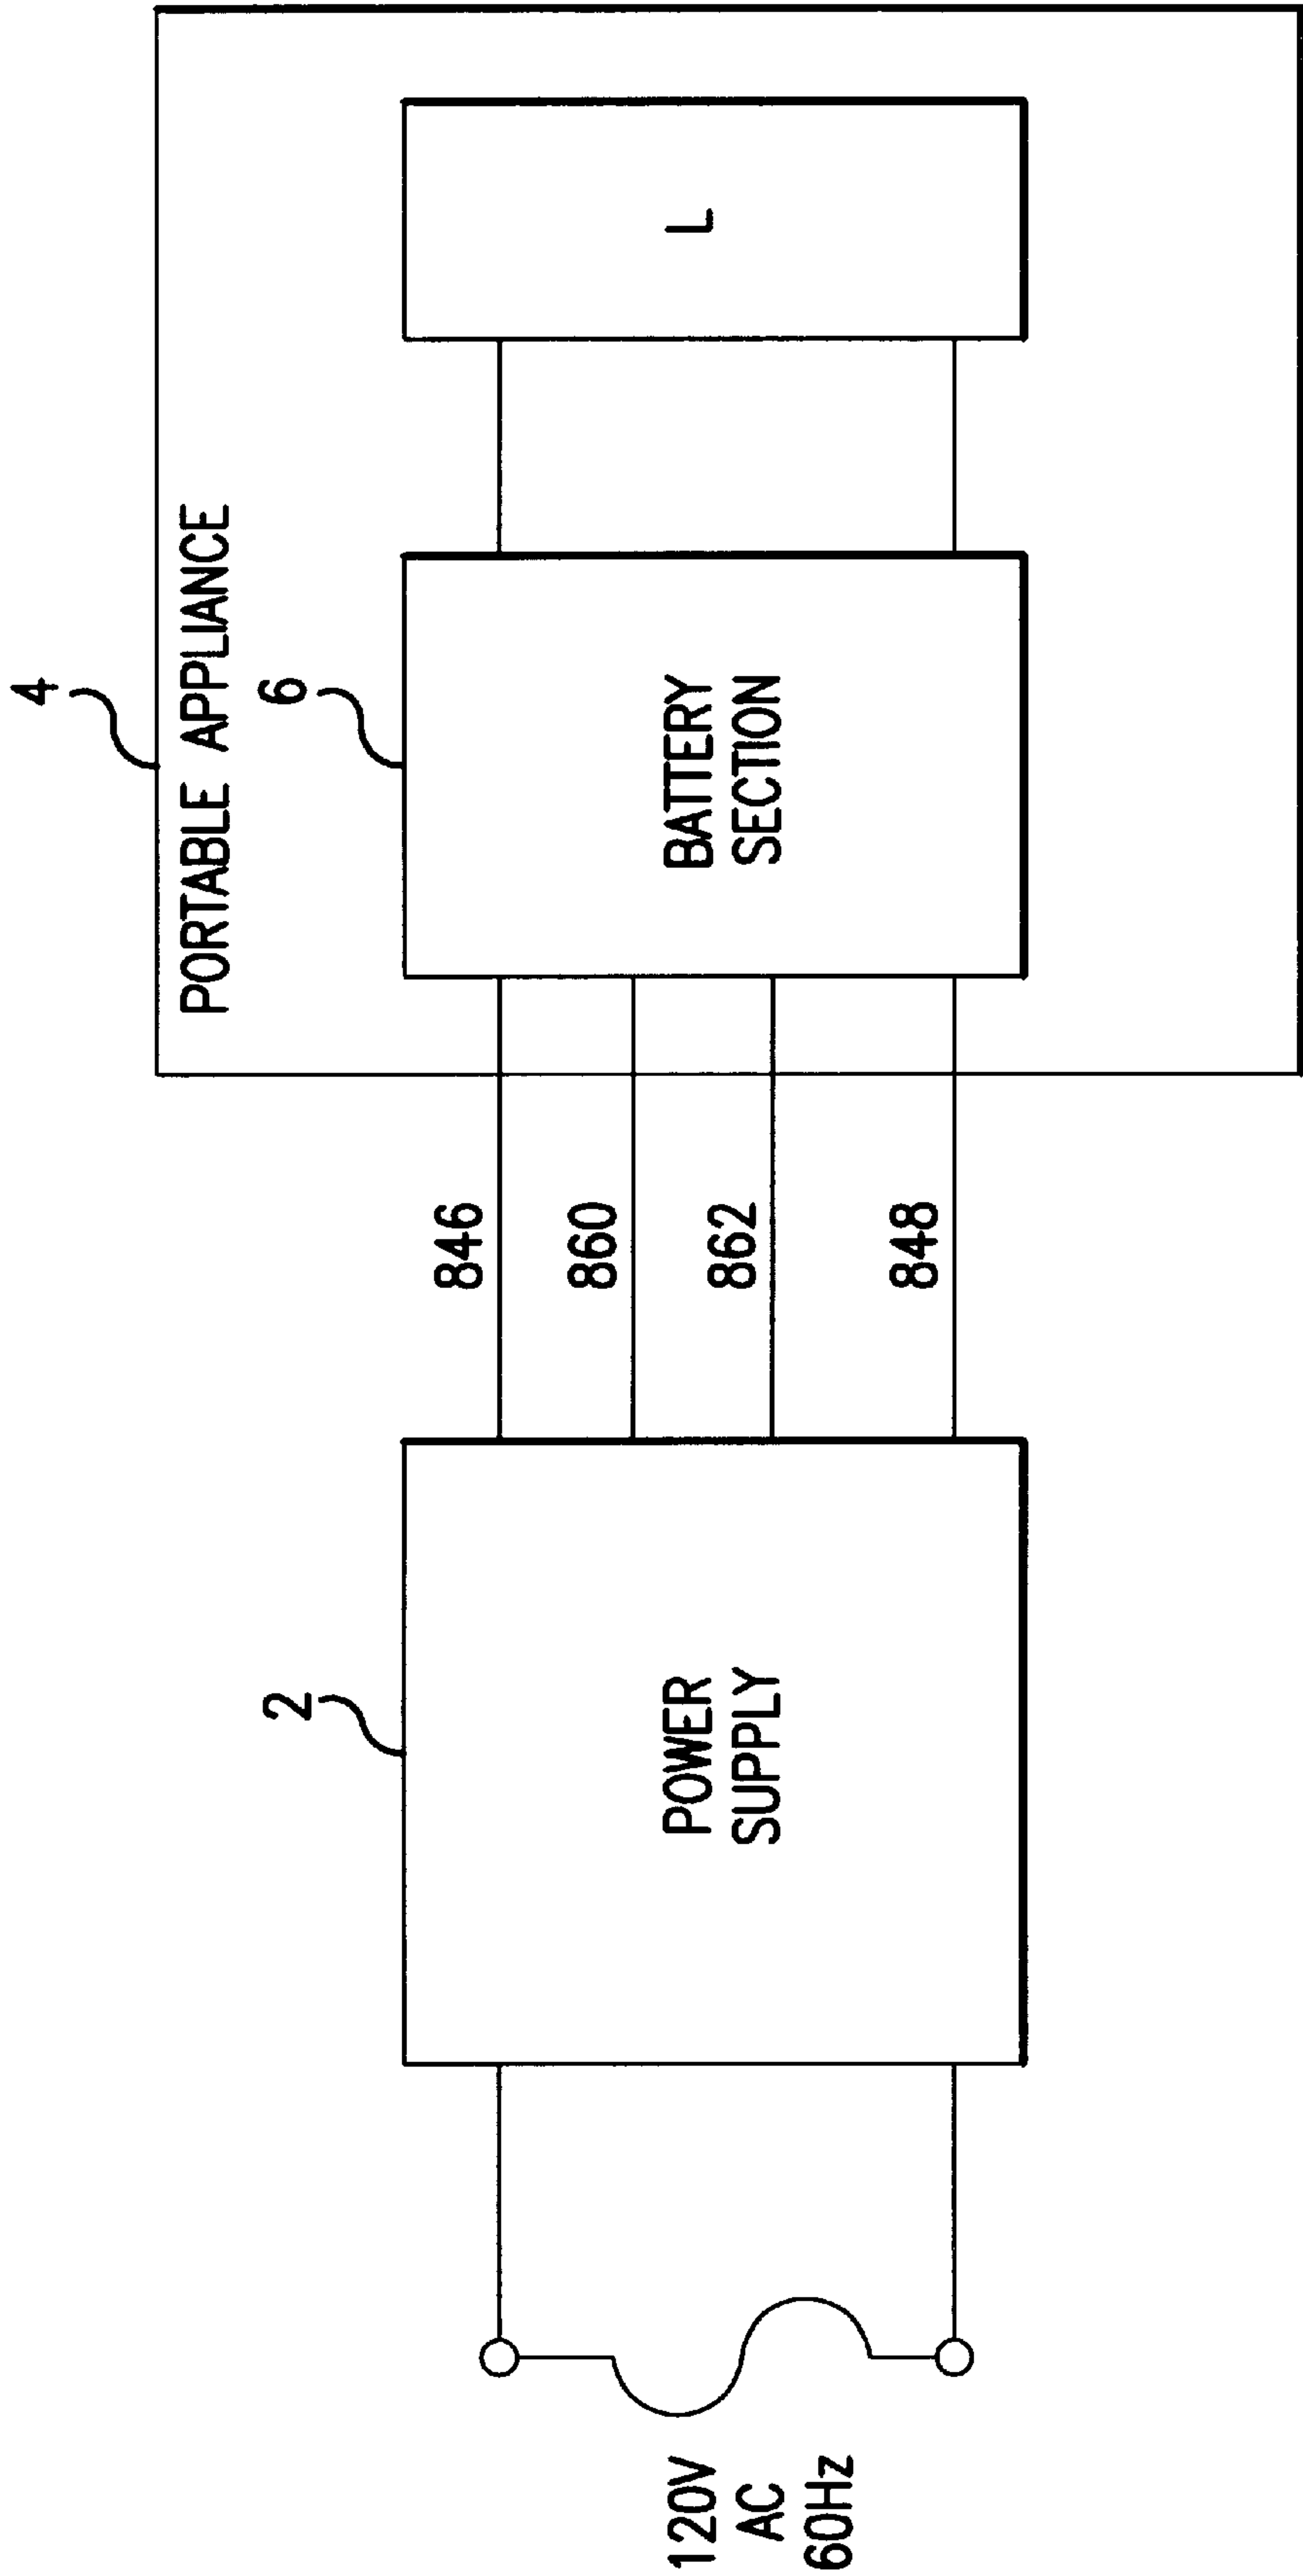 4
PORTABLE APPLIANCE
2
6
846
860
862
848
120V
AC
60Hz
POWER
SUPPLY
BATTERY
SECTION
L